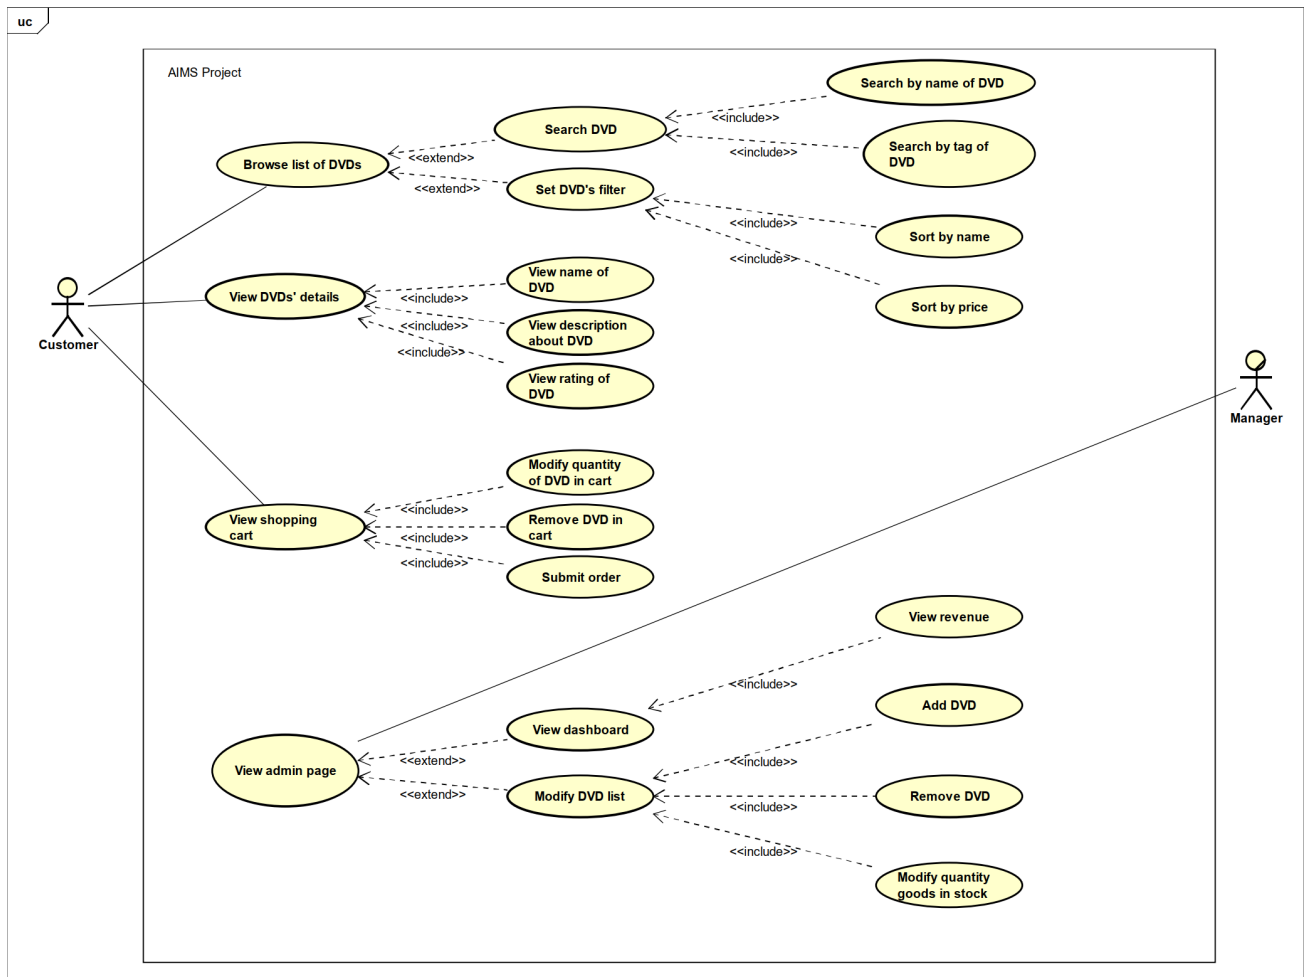 uc
AIMS Project
Search by name of DVD
<<include>>
Search DVD
Search by tag of
DVD
<<include>>
Browse list of DVDs
<<extend>>
<<extend>>
Set DVD's filter
<<include>>
Sort by name
<<include>>
Sort by price
View DVDs' details
View name of
DVD
<<include>>
<<include>>
View description
about DVD
<<include>>
View rating of
DVD
Customer
Manager
Modify quantity
of DVD in cart
<<include>>
View shopping
cart
Remove DVD in
cart
<<include>>
<<include>>
Submit order
View revenue
<<include>>
Add DVD
View dashboard
<<extend>>
<<include>>
View admin page
<<extend>>
Modify DVD list
Remove DVD
<<include>>
<<include>>
Modify quantity
goods in stock